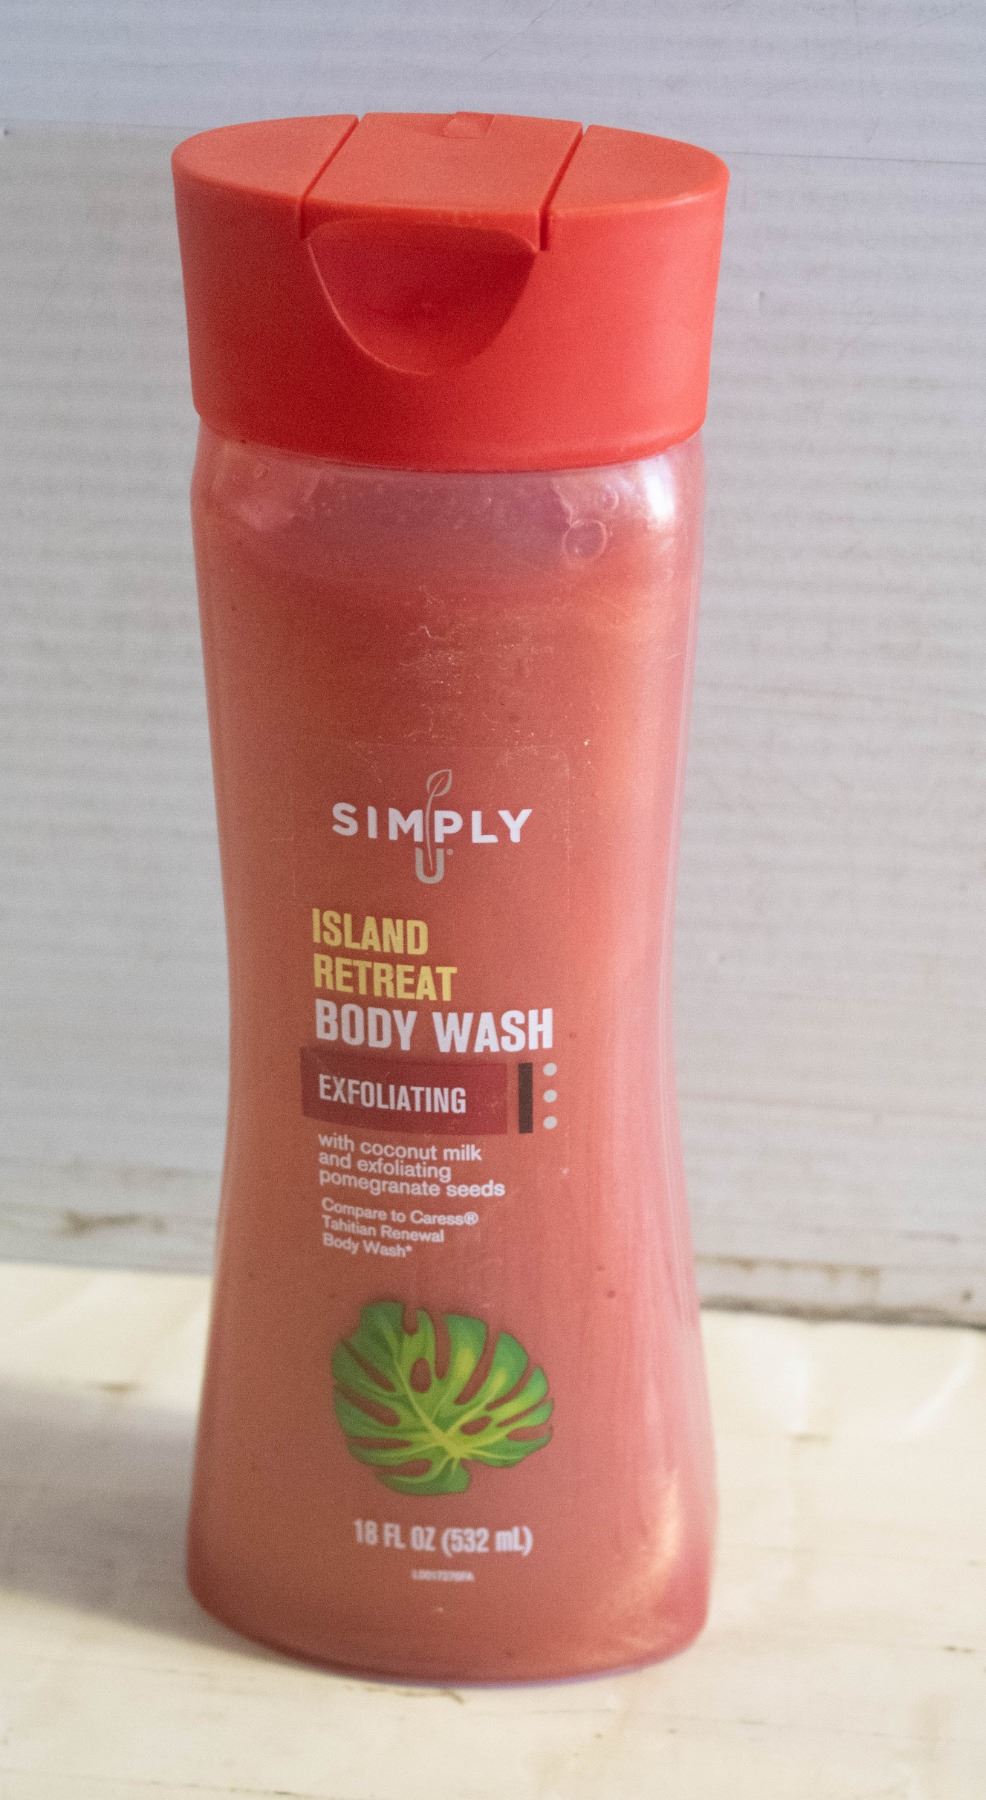 SIMPLY
U®
ISLAND
RETREAT
BODY WASH
EXFOLIATING
with coconut milk
and exfoliating
pomegranate seeds
Compare to Caress®
Tahitian Renewal
Body Wash*
18 FL OZ (532 mL)